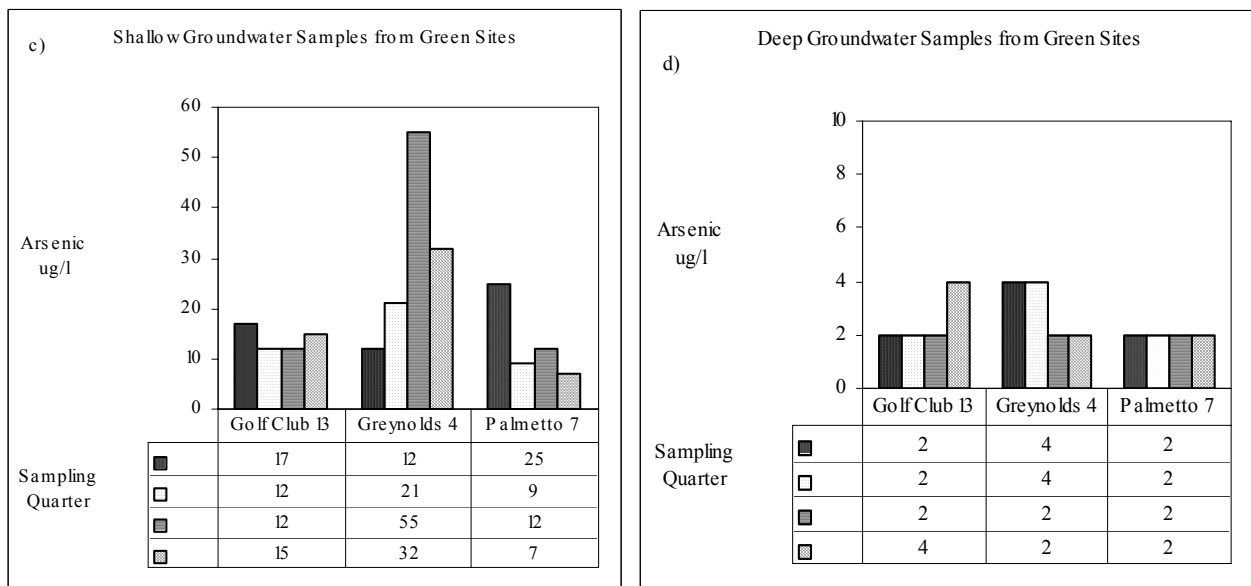 c)
Shallow Groundwater Samples from Green Sites
60
50
40
30
20
10
0
Arsenic
ug/l
Golf Club 13 Greynolds 4 Palmetto 7
Sampling
Quarter
17 12 25
12 21 9
12 55 12
15 32 7
d)
Deep Groundwater Samples from Green Sites
10
8
6
4
2
0
Arsenic
ug/l
Golf Club 13 Greynolds 4 Palmetto 7
Sampling
Quarter
2 4 2
2 4 2
2 2 2
4 2 2